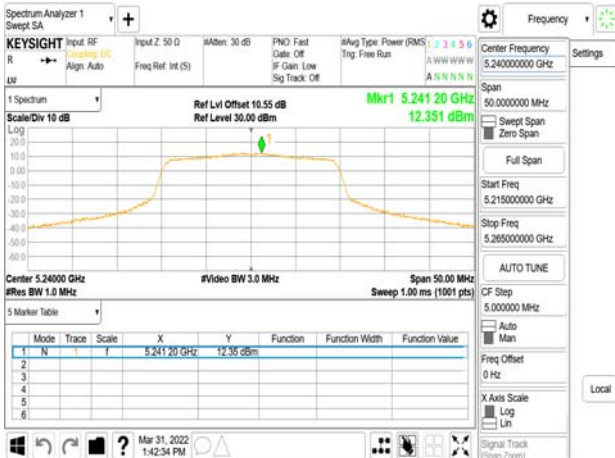 Spectrum Analyzer 1
Swept SA
+
Frequency
KEYSIGHT
R
LXI
Input: RF
Coupling: DC
Align: Auto
Input Z: 50 Ω
Freq Ref: Int (S)
#Atten: 30 dB
PNO: Fast
Gate: Off
IF Gain: Low
Sig Track: Off
#Avg Type: Power (RMS
Trig: Free Run
1 2 3 4 5 6
A W W W W W
A N N N N N
1 Spectrum
Scale/Div 10 dB
Ref Lvl Offset 10.55 dB
Ref Level 30.00 dBm
Mkr1 5.241 20 GHz
12.351 dBm
Log
20.0
10.0
0.00
-10.0
-20.0
-30.0
-40.0
-50.0
-60.0
1
Center 5.24000 GHz
#Res BW 1.0 MHz
#Video BW 3.0 MHz
Span 50.00 MHz
Sweep 1.00 ms (1001 pts)
5 Marker Table
Mode Trace Scale X Y Function Function Width Function Value
1 N 1 f 5.241 20 GHz 12.35 dBm
2
3
4
5
6
Mar 31, 2022
1:42:34 PM
?
Center Frequency
5.240000000 GHz
Span
50.0000000 MHz
Swept Span
Zero Span
Full Span
Start Freq
5.215000000 GHz
Stop Freq
5.265000000 GHz
AUTO TUNE
CF Step
5.000000 MHz
Auto
Man
Freq Offset
0 Hz
X Axis Scale
Log
Lin
Signal Track
(Span Zoom)
Settings
Local